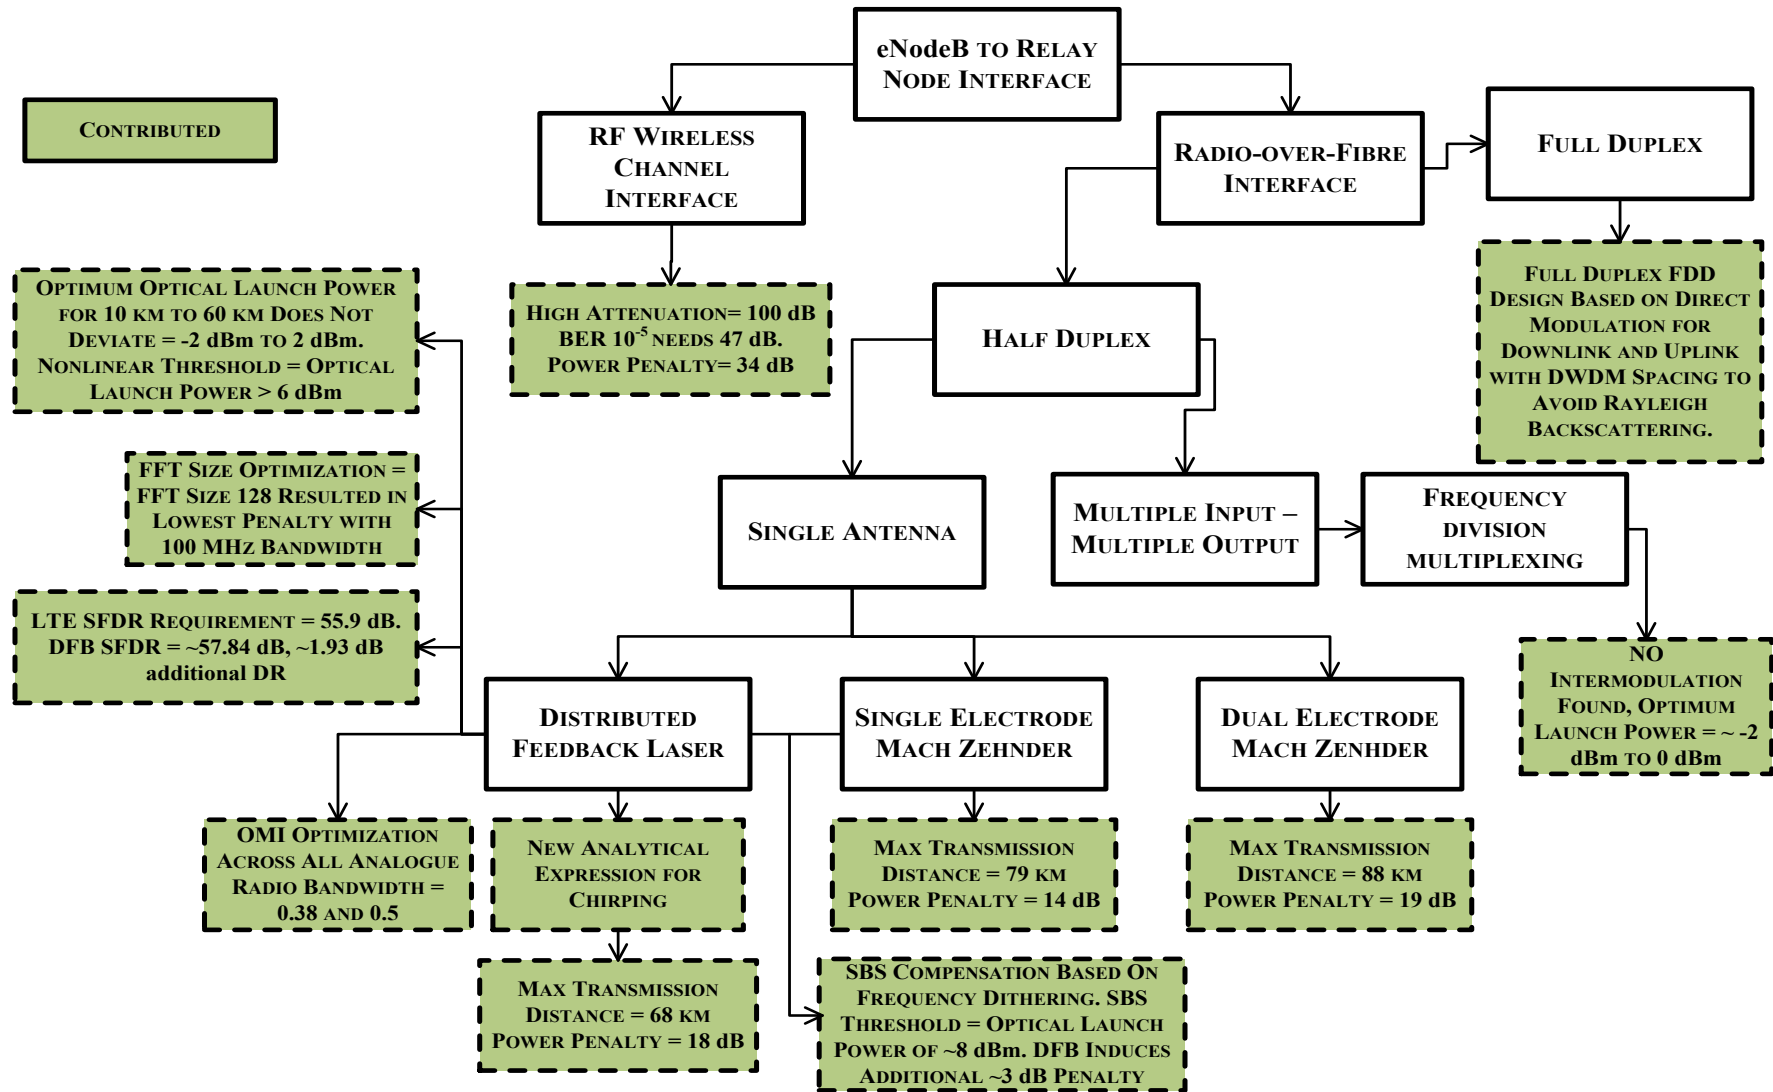 eNodeB to Relay
Node Interface
Contributed
RF Wireless
Channel
Interface
Radio-over-Fibre
Interface
Full Duplex
Optimum Optical Launch Power
for 10 km to 60 km Does Not
Deviate = -2 dBm to 2 dBm.
Nonlinear Threshold = Optical
Launch Power > 6 dBm
High Attenuation= 100 dB
BER 10⁻⁵ needs 47 dB.
Power Penalty= 34 dB
Half Duplex
Full Duplex FDD
Design Based on Direct
Modulation for
Downlink and Uplink
with DWDM Spacing to
Avoid Rayleigh
Backscattering.
FFT Size Optimization =
FFT Size 128 Resulted in
Lowest Penalty with
100 MHz Bandwidth
Single Antenna
Multiple Input –
Multiple Output
Frequency
division
multiplexing
LTE SFDR Requirement = 55.9 dB.
DFB SFDR = ~57.84 dB, ~1.93 dB
additional DR
Distributed
Feedback Laser
Single Electrode
Mach Zehnder
Dual Electrode
Mach Zenhder
NO
Intermodulation
Found, Optimum
Launch Power = ~ -2
dBm to 0 dBm
OMI Optimization
Across All Analogue
Radio Bandwidth =
0.38 and 0.5
New Analytical
Expression for
Chirping
Max Transmission
Distance = 79 km
Power Penalty = 14 dB
Max Transmission
Distance = 88 km
Power Penalty = 19 dB
Max Transmission
Distance = 68 km
Power Penalty = 18 dB
SBS Compensation Based On
Frequency Dithering. SBS
Threshold = Optical Launch
Power of ~8 dBm. DFB Induces
Additional ~3 dB Penalty